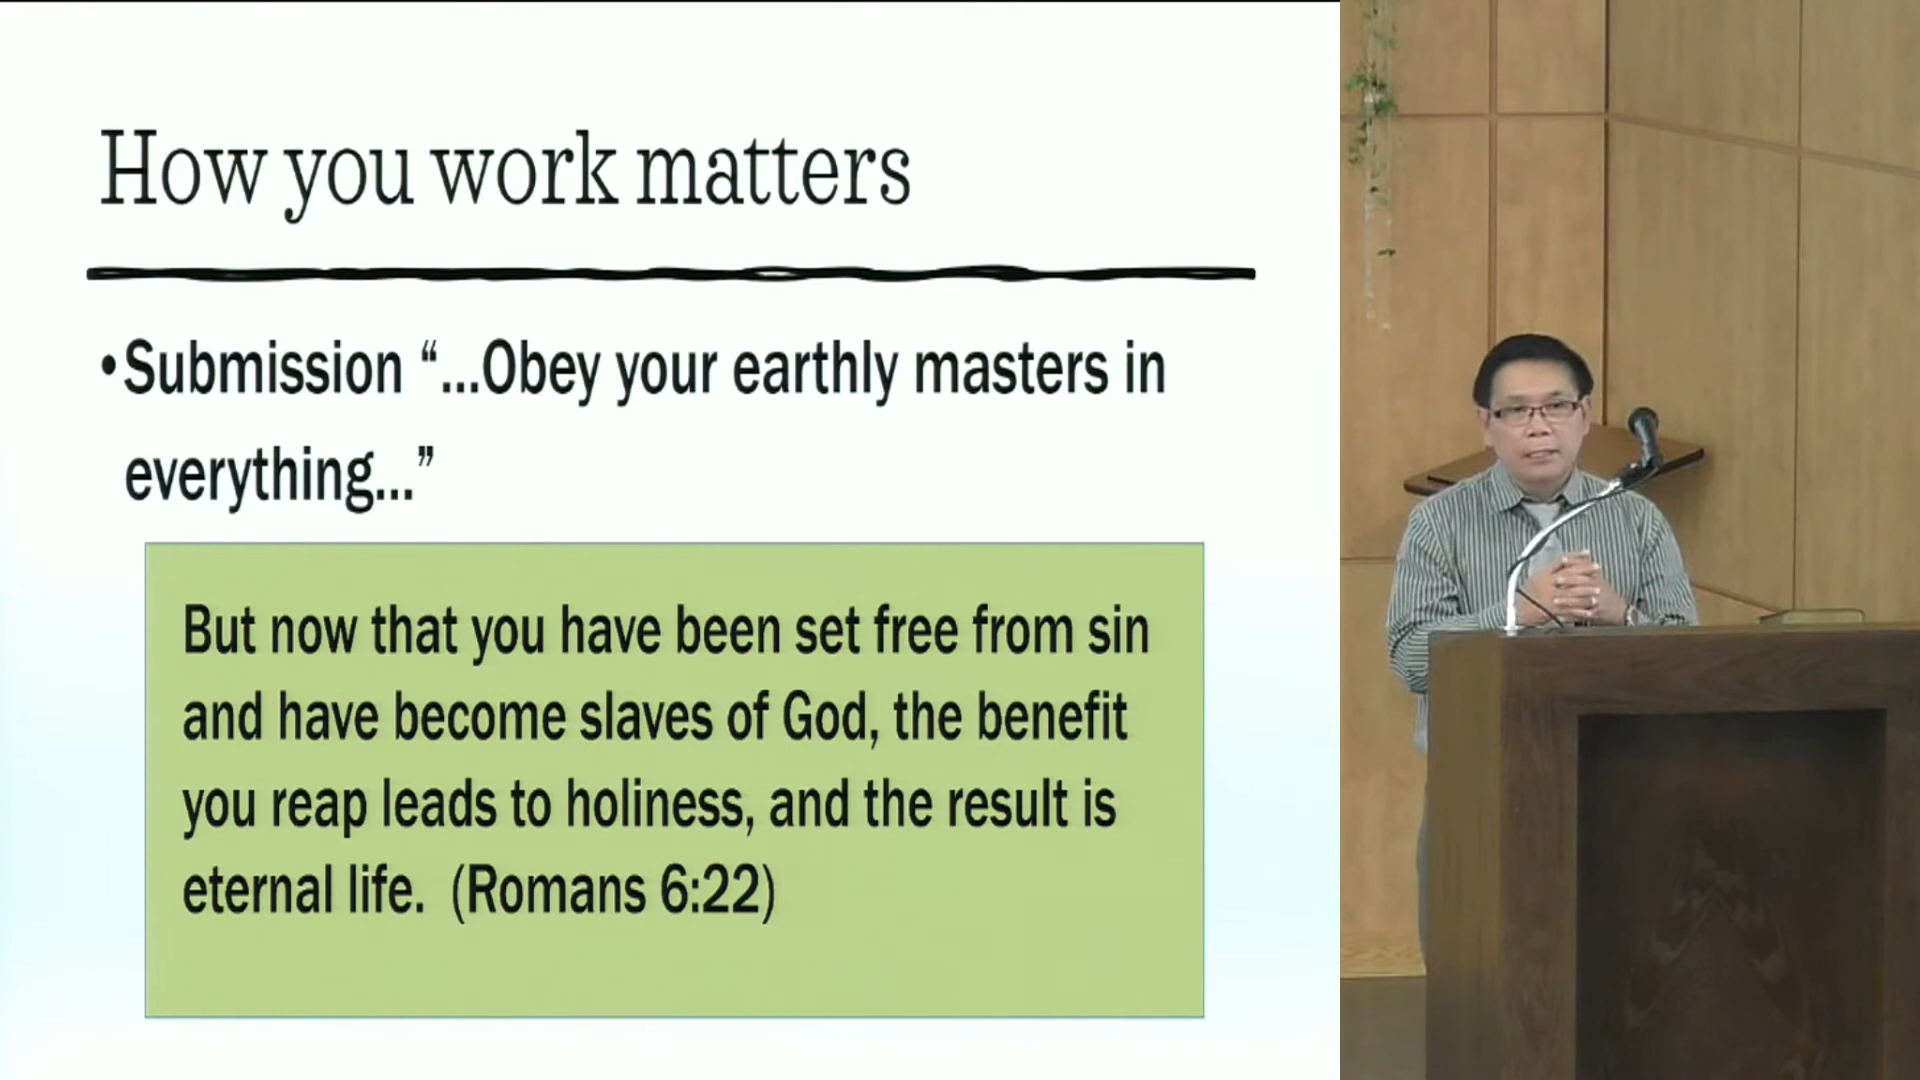 How you work matters
•Submission “...Obey your earthly masters in
everything...”
But now that you have been set free from sin
and have become slaves of God, the benefit
you reap leads to holiness, and the result is
eternal life.  (Romans 6:22)